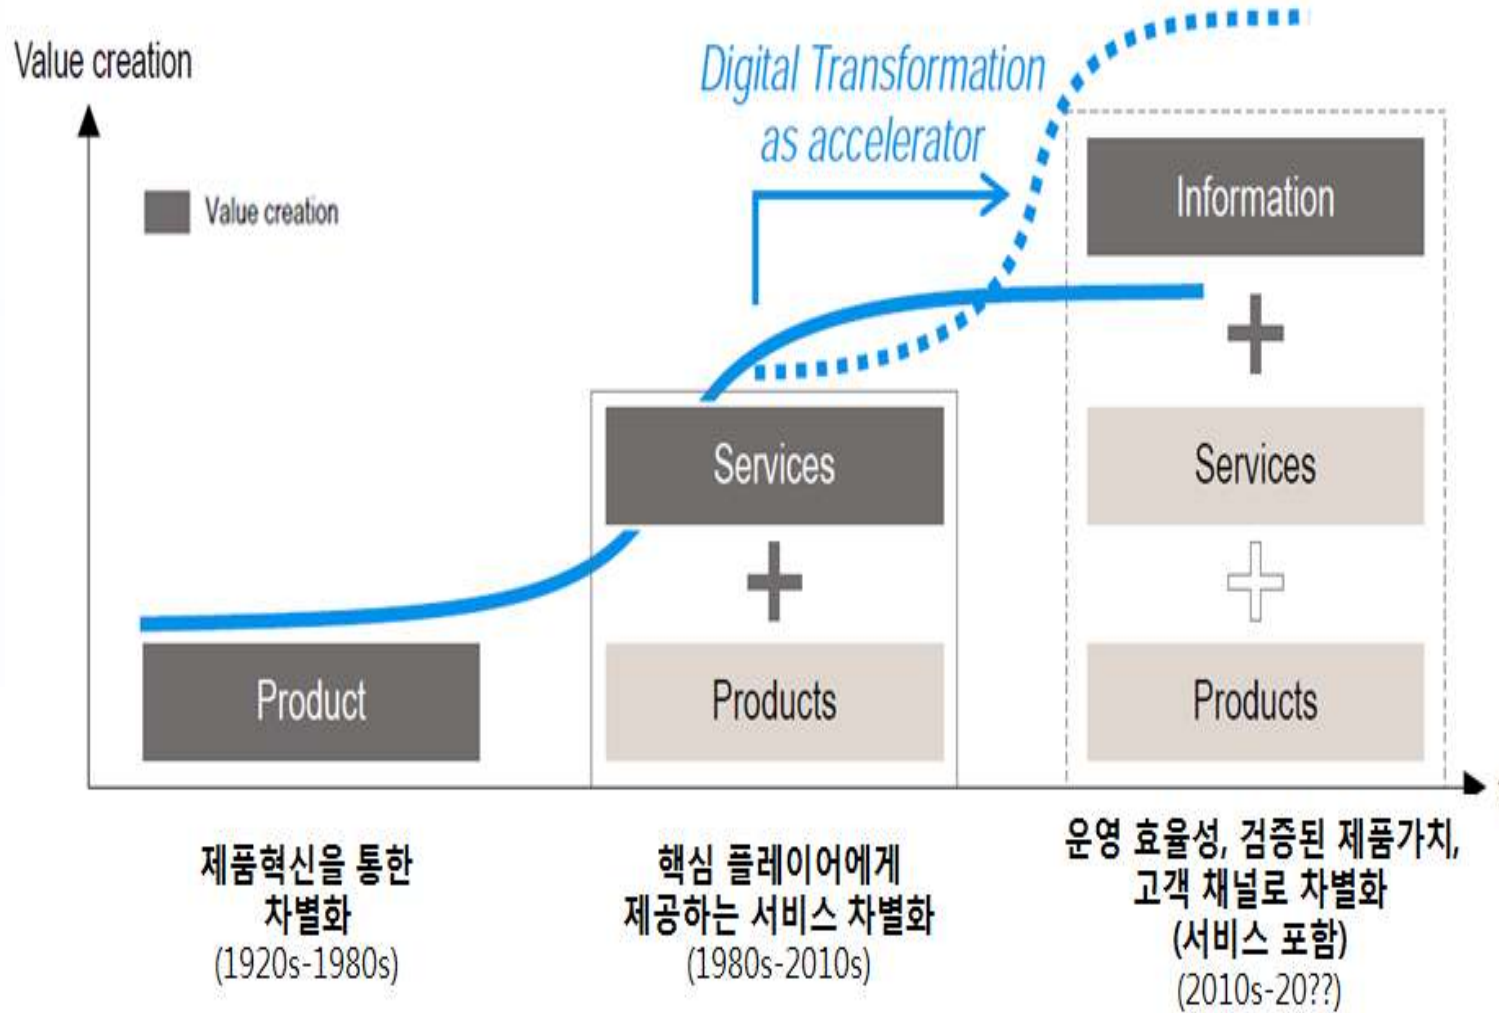 Value creation
Digital Transformation
as accelerator
Value creation
Information
Services
Services
Product
Products
Products
제품혁신을 통한
차별화
(1920s-1980s)
핵심 플레이어에게
제공하는 서비스 차별화
(1980s-2010s)
운영 효율성, 검증된 제품가치,
고객 채널로 차별화
(서비스 포함)
(2010s-20??)